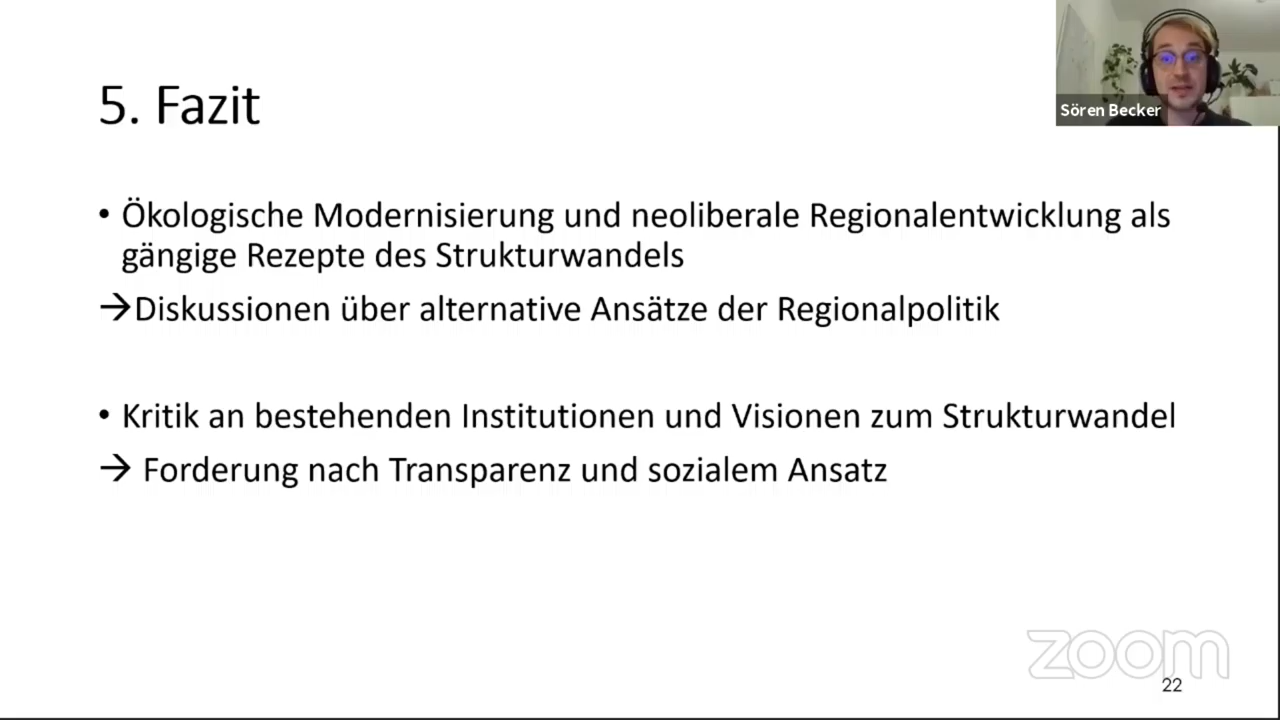 Sören Becker
5. Fazit
• Ökologische Modernisierung und neoliberale Regionalentwicklung als
gängige Rezepte des Strukturwandels
→Diskussionen über alternative Ansätze der Regionalpolitik
• Kritik an bestehenden Institutionen und Visionen zum Strukturwandel
→ Forderung nach Transparenz und sozialem Ansatz
zoom
22